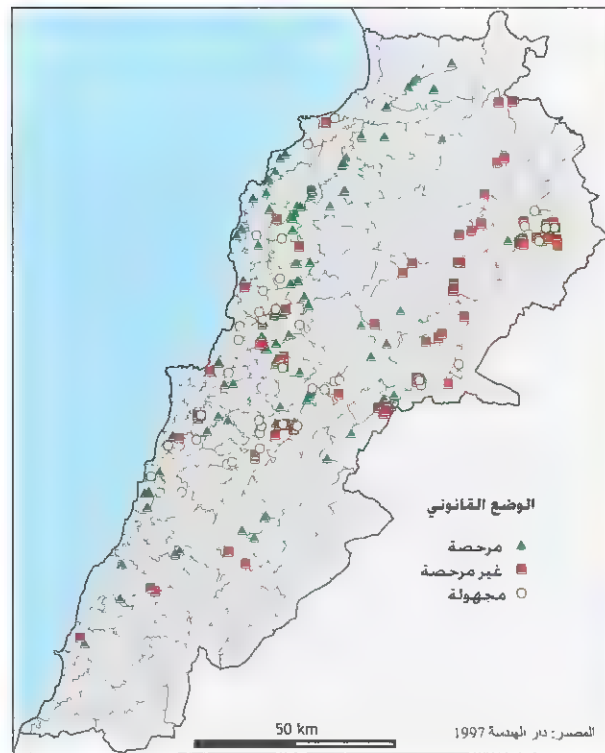 الوضع القانوني
مرخصة
غير مرخصة
مجهولة
50 km
المصدر: دار الهندسة 1997